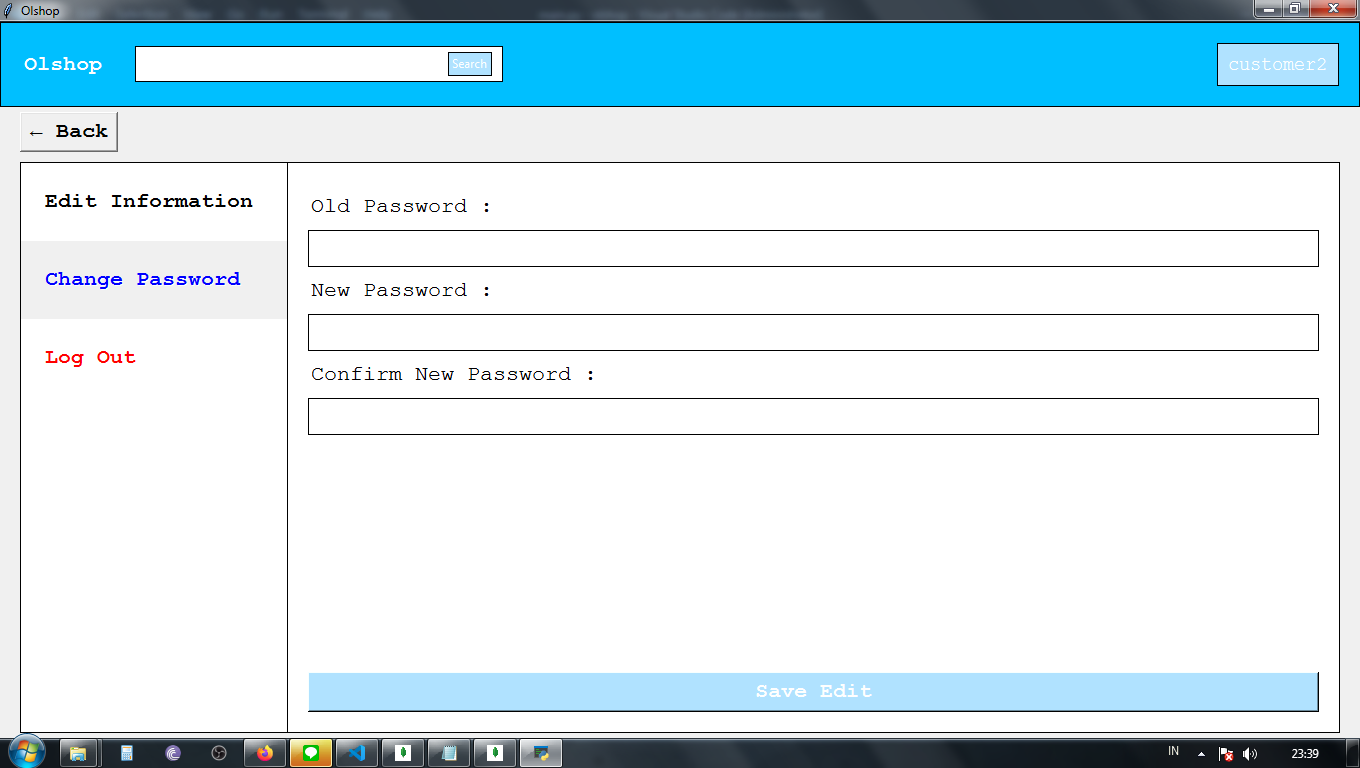 Olshop
Olshop
Search
customer2
← Back
Edit Information
Change Password
Log Out
Old Password :
New Password :
Confirm New Password :
Save Edit
IN
23:39